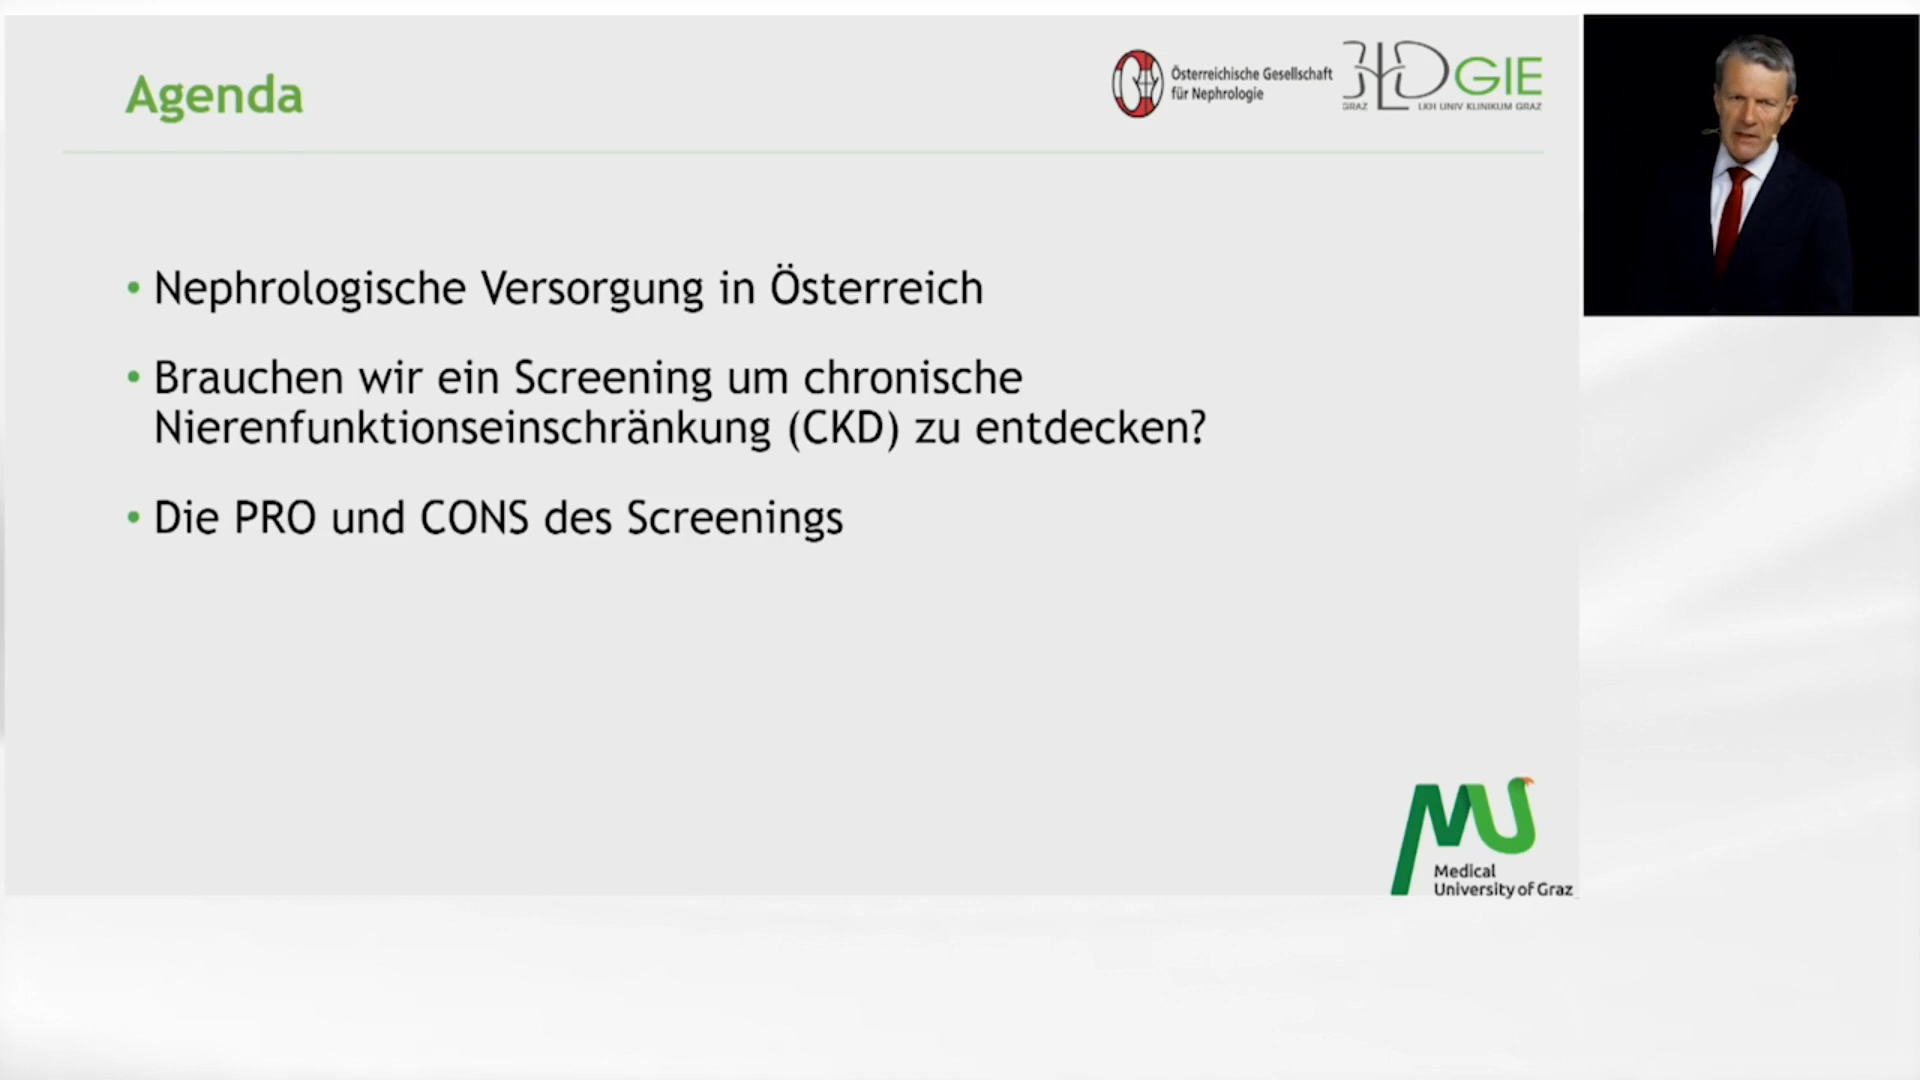 Agenda
Österreichische Gesellschaft
für Nephrologie
GIE
GRAZ
LKH UNIV KLINIKUM GRAZ
• Nephrologische Versorgung in Österreich
• Brauchen wir ein Screening um chronische
Nierenfunktionseinschränkung (CKD) zu entdecken?
• Die PRO und CONS des Screenings
Medical
University of Graz